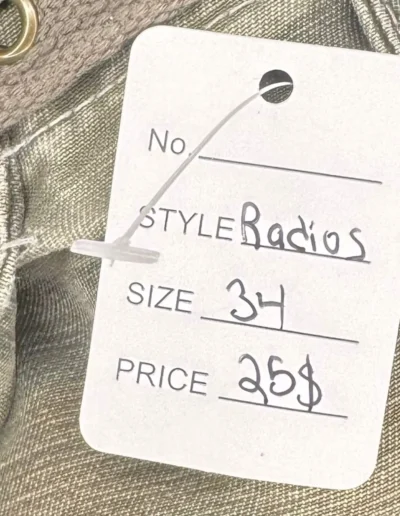 No.
STYLE Radios
SIZE 34
PRICE 25$